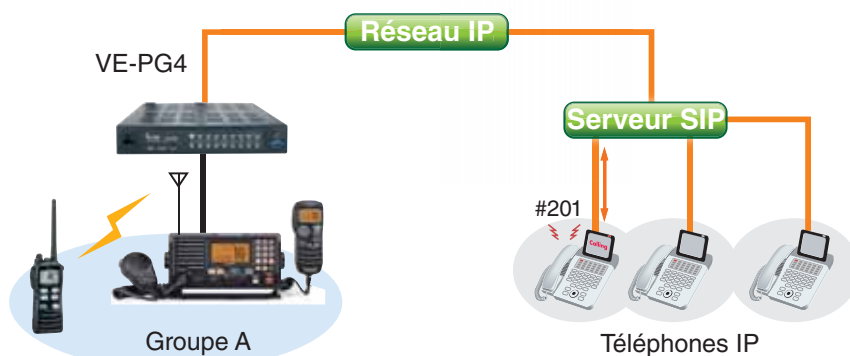 Réseau IP
VE-PG4
Serveur SIP
#201
Calling
Groupe A
Téléphones IP